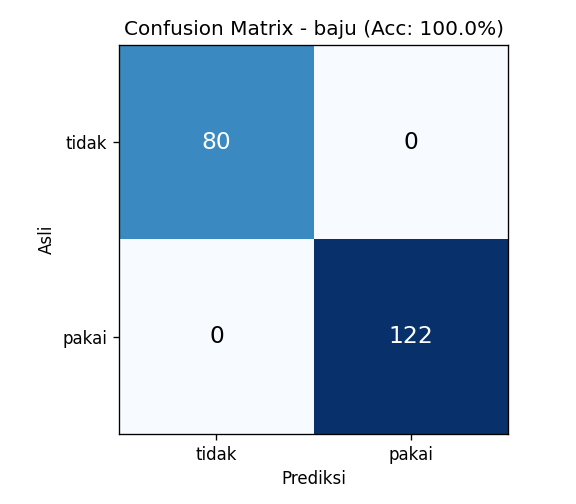 Confusion Matrix - baju (Acc: 100.0%)
tidak
80
0
Asli
pakai
0
122
tidak
pakai
Prediksi